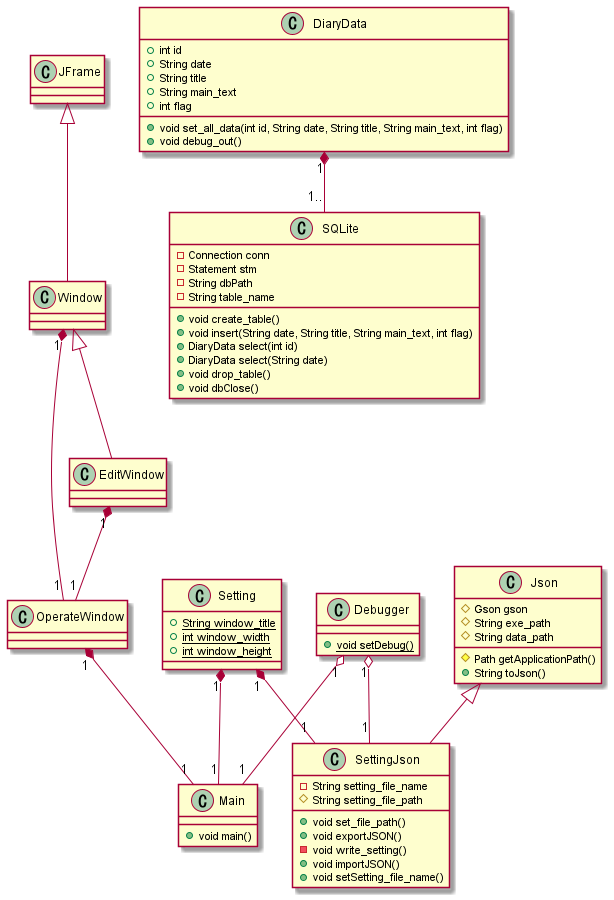 C DiaryData
int id
String date
String title
String main_text
int flag
void set_all_data(int id, String date, String title, String main_text, int flag)
void debug_out()
C JFrame
1
1..
C SQLite
Connection conn
Statement stm
String dbPath
String table_name
void create_table()
void insert(String date, String title, String main_text, int flag)
DiaryData select(int id)
DiaryData select(String date)
void drop_table()
void dbClose()
C Window
1
C EditWindow
1
1
1
C OperateWindow
C Setting
String window_title
int window_width
int window_height
C Debugger
void setDebug()
C Json
Gson gson
String exe_path
String data_path
Path getApplicationPath()
String toJson()
1
1
1
1
1
1
1
1
1
1
C Main
void main()
C SettingJson
String setting_file_name
String setting_file_path
void set_file_path()
void exportJSON()
void write_setting()
void importJSON()
void setSetting_file_name()